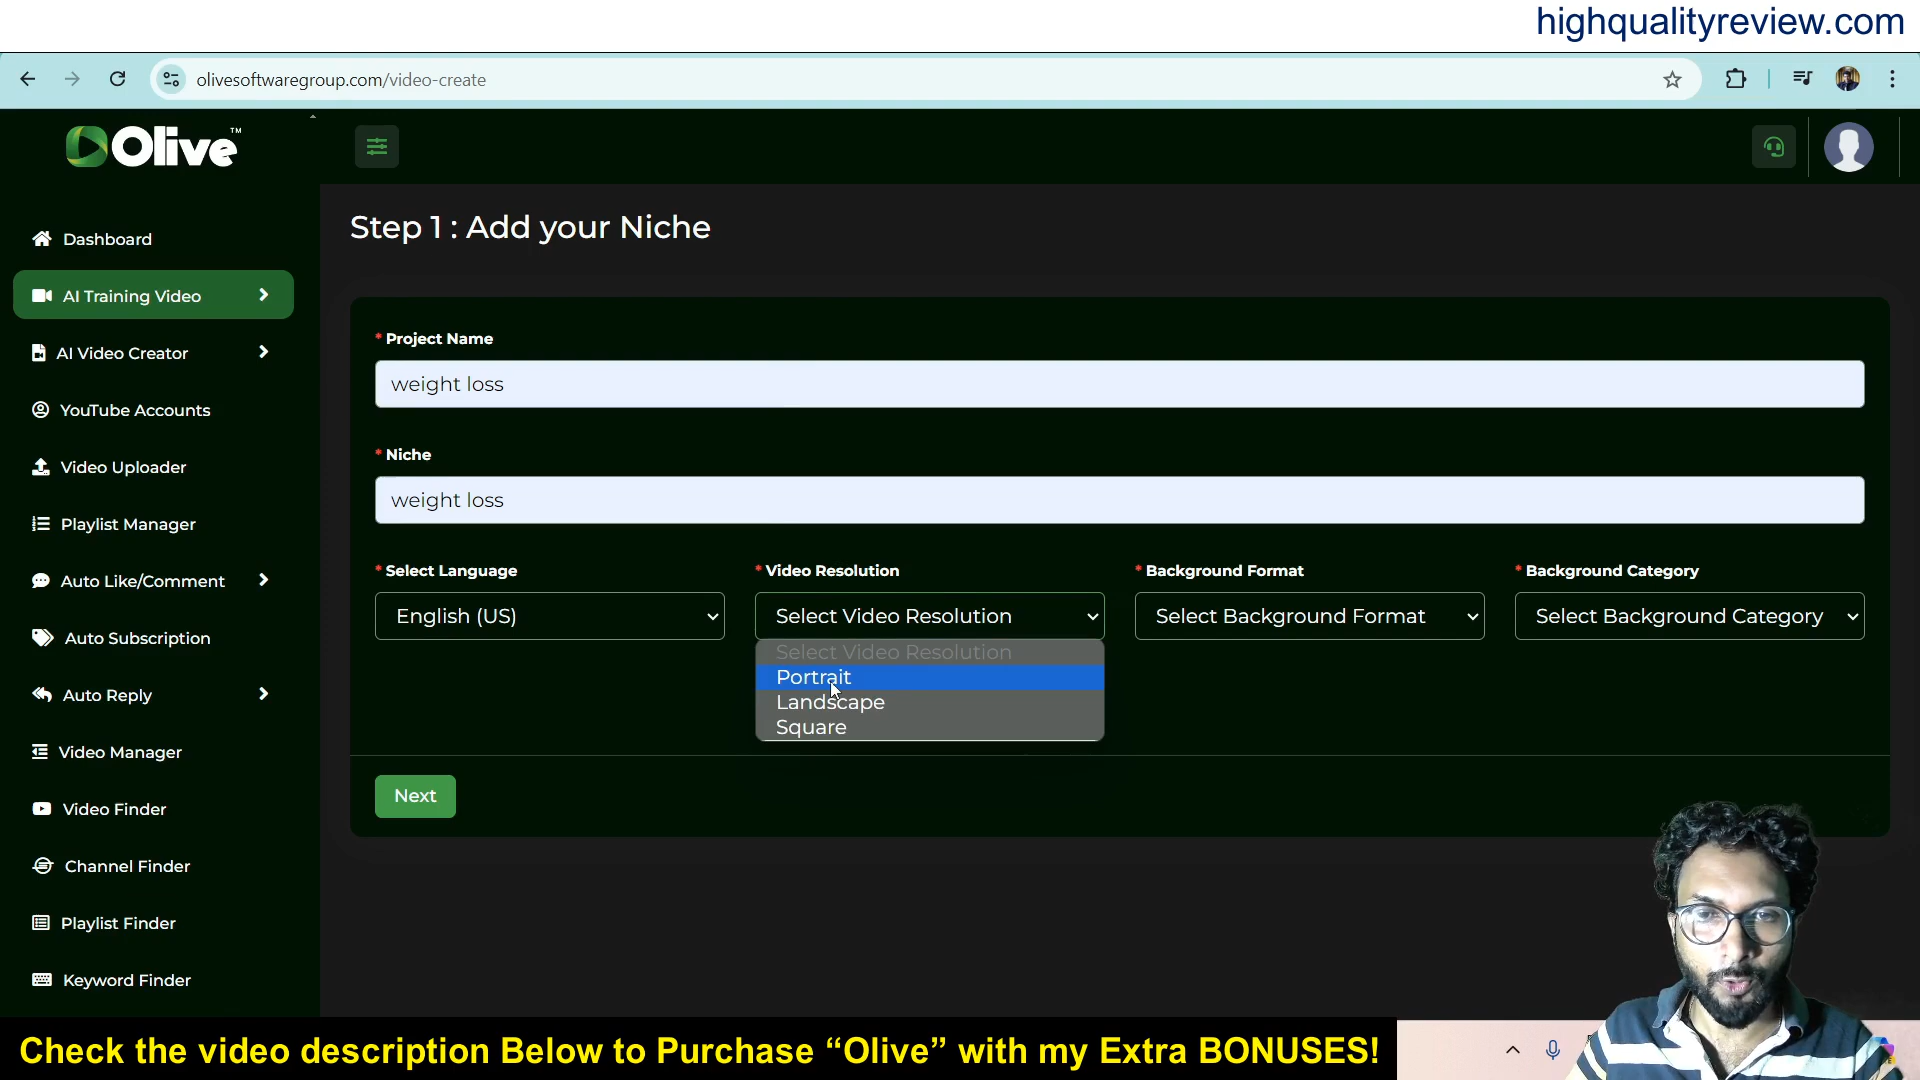 highqualityreview.com
olivesoftwaregroup.com/video-create
Olive™
Step 1 : Add your Niche
Dashboard
AI Training Video
AI Video Creator
YouTube Accounts
Video Uploader
Playlist Manager
Auto Like/Comment
Auto Subscription
Auto Reply
Video Manager
Video Finder
Channel Finder
Playlist Finder
Keyword Finder
* Project Name
weight loss
* Niche
weight loss
* Select Language
English (US)
* Video Resolution
Select Video Resolution
Select Video Resolution
Portrait
Landscape
Square
* Background Format
Select Background Format
* Background Category
Select Background Category
Next
Check the video description Below to Purchase “Olive” with my Extra BONUSES!